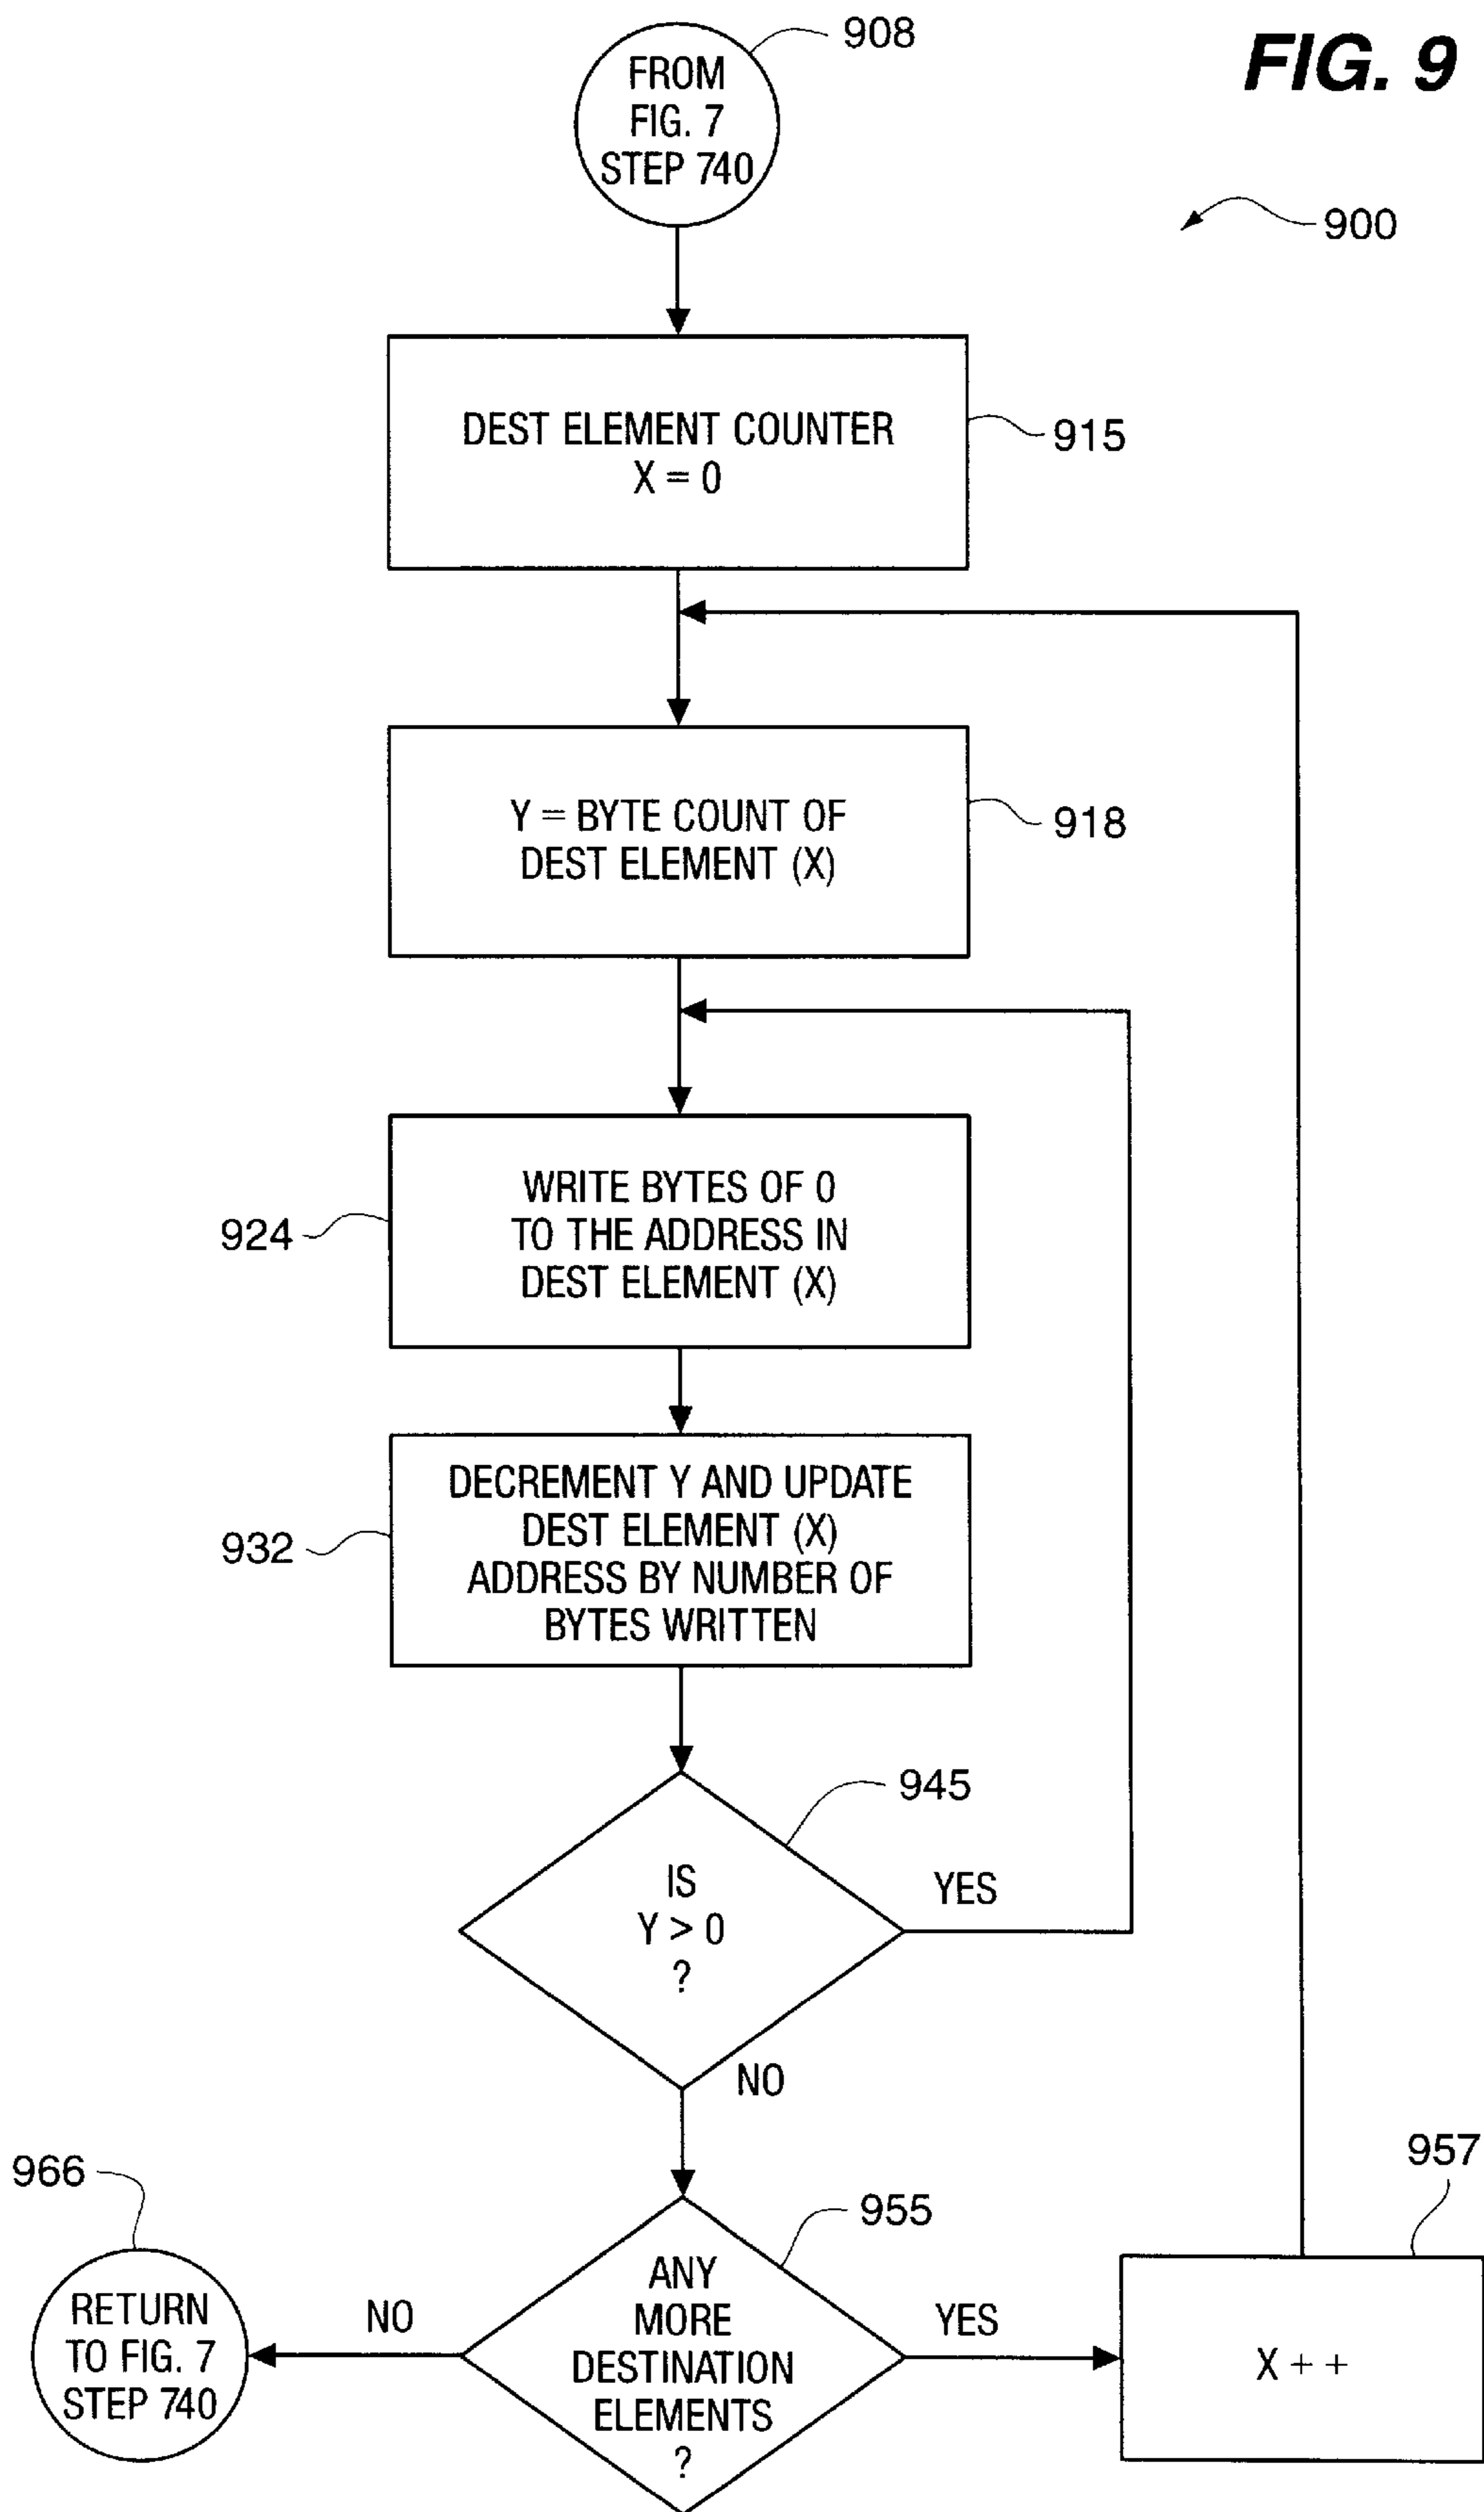 FIG. 9
908
FROM
FIG. 7
STEP 740
900
DEST ELEMENT COUNTER
X = 0
915
Y = BYTE COUNT OF
DEST ELEMENT (X)
918
WRITE BYTES OF 0
TO THE ADDRESS IN
DEST ELEMENT (X)
924
DECREMENT Y AND UPDATE
DEST ELEMENT (X)
ADDRESS BY NUMBER OF
BYTES WRITTEN
932
945
IS
Y > 0
?
YES
NO
966
955
957
ANY
MORE
DESTINATION
ELEMENTS
?
NO
YES
RETURN
TO FIG. 7
STEP 740
X + +